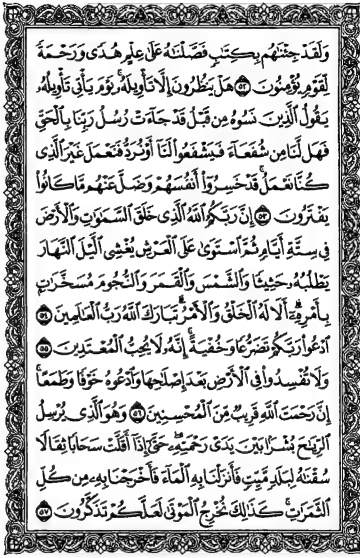 وَلَقَدْ جِئْنَٰهُم بِكِتَٰبٍ فَصَّلْنَٰهُ عَلَىٰ عِلْمٍ هُدًى وَرَحْمَةً
لِّقَوْمٍ يُؤْمِنُونَ ۝٥٢ هَلْ يَنظُرُونَ إِلَّا تَأْوِيلَهُۥ ۚ يَوْمَ يَأْتِى تَأْوِيلُهُۥ
يَقُولُ ٱلَّذِينَ نَسُوهُ مِن قَبْلُ قَدْ جَآءَتْ رُسُلُ رَبِّنَا بِٱلْحَقِّ
فَهَل لَّنَا مِن شُفَعَآءَ فَيَشْفَعُوا۟ لَنَآ أَوْ نُرَدُّ فَنَعْمَلَ غَيْرَ ٱلَّذِى
كُنَّا نَعْمَلُ ۚ قَدْ خَسِرُوٓا۟ أَنفُسَهُمْ وَضَلَّ عَنْهُم مَّا كَانُوا۟
يَفْتَرُونَ ۝٥٣ إِنَّ رَبَّكُمُ ٱللَّهُ ٱلَّذِى خَلَقَ ٱلسَّمَٰوَٰتِ وَٱلْأَرْضَ
فِى سِتَّةِ أَيَّامٍ ثُمَّ ٱسْتَوَىٰ عَلَى ٱلْعَرْشِ يُغْشِى ٱلَّيْلَ ٱلنَّهَارَ
يَطْلُبُهُۥ حَثِيثًا وَٱلشَّمْسَ وَٱلْقَمَرَ وَٱلنُّجُومَ مُسَخَّرَٰتٍۭ
بِأَمْرِهِۦٓ ۗ أَلَا لَهُ ٱلْخَلْقُ وَٱلْأَمْرُ ۗ تَبَارَكَ ٱللَّهُ رَبُّ ٱلْعَٰلَمِينَ ۝٥٤
ٱدْعُوا۟ رَبَّكُمْ تَضَرُّعًا وَخُفْيَةً ۚ إِنَّهُۥ لَا يُحِبُّ ٱلْمُعْتَدِينَ ۝٥٥
وَلَا تُفْسِدُوا۟ فِى ٱلْأَرْضِ بَعْدَ إِصْلَٰحِهَا وَٱدْعُوهُ خَوْفًا وَطَمَعًا ۚ
إِنَّ رَحْمَتَ ٱللَّهِ قَرِيبٌ مِّنَ ٱلْمُحْسِنِينَ ۝٥٦ وَهُوَ ٱلَّذِى يُرْسِلُ
ٱلرِّيَٰحَ بُشْرًۢا بَيْنَ يَدَىْ رَحْمَتِهِۦ ۖ حَتَّىٰٓ إِذَآ أَقَلَّتْ سَحَابًا ثِقَالًا
سُقْنَٰهُ لِبَلَدٍ مَّيِّتٍ فَأَنزَلْنَا بِهِ ٱلْمَآءَ فَأَخْرَجْنَا بِهِۦ مِن كُلِّ
ٱلثَّمَرَٰتِ ۚ كَذَٰلِكَ نُخْرِجُ ٱلْمَوْتَىٰ لَعَلَّكُمْ تَذَكَّرُونَ ۝٥٧